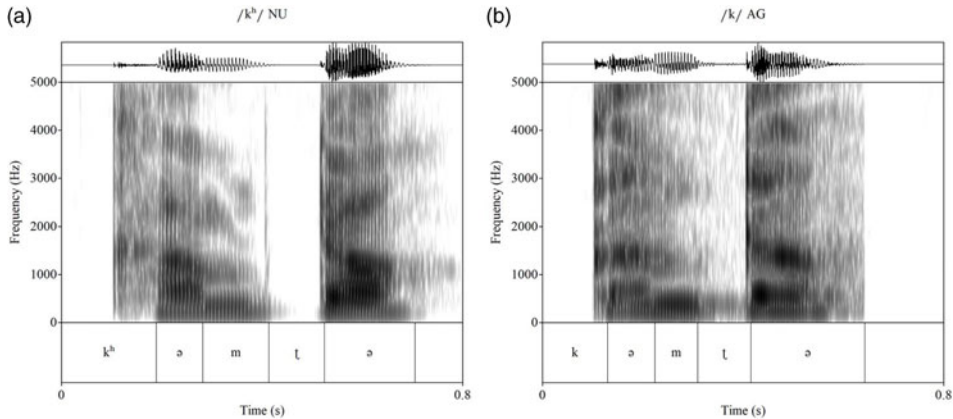 (a)
/kʰ/ NU
5000
4000
3000
2000
1000
0
Frequency (Hz)
kʰ ə m ʈ ə
0 0.8
Time (s)
(b)
/k/ AG
5000
4000
3000
2000
1000
0
Frequency (Hz)
k ə m ʈ ə
0 0.8
Time (s)